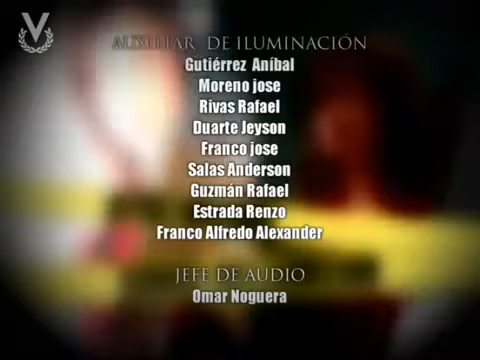 V
AUXILIAR DE ILUMINACIÓN
Gutiérrez Aníbal
Moreno jose
Rivas Rafael
Duarte Jeyson
Franco jose
Salas Anderson
Guzmán Rafael
Estrada Renzo
Franco Alfredo Alexander
JEFE DE AUDIO
Omar Noguera